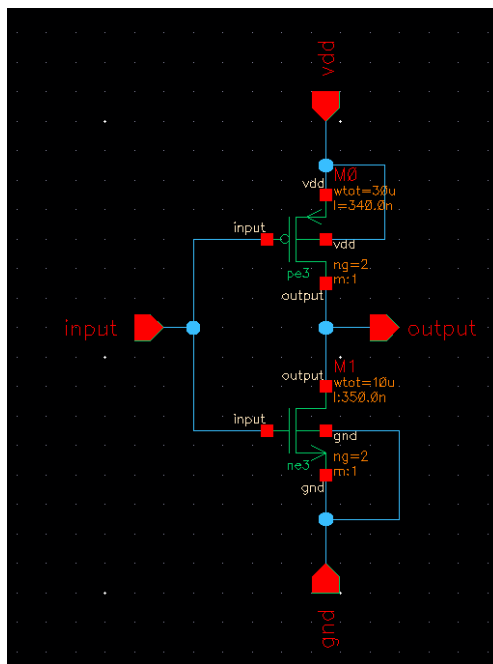 vdd
M0
vdd
wtot=30u
l=340.0n
input
vdd
pe3
ng=2
m:1
output
input
output
M1
output
wtot=10u
l:350.0n
input
gnd
ne3
ng=2
m:1
gnd
gnd